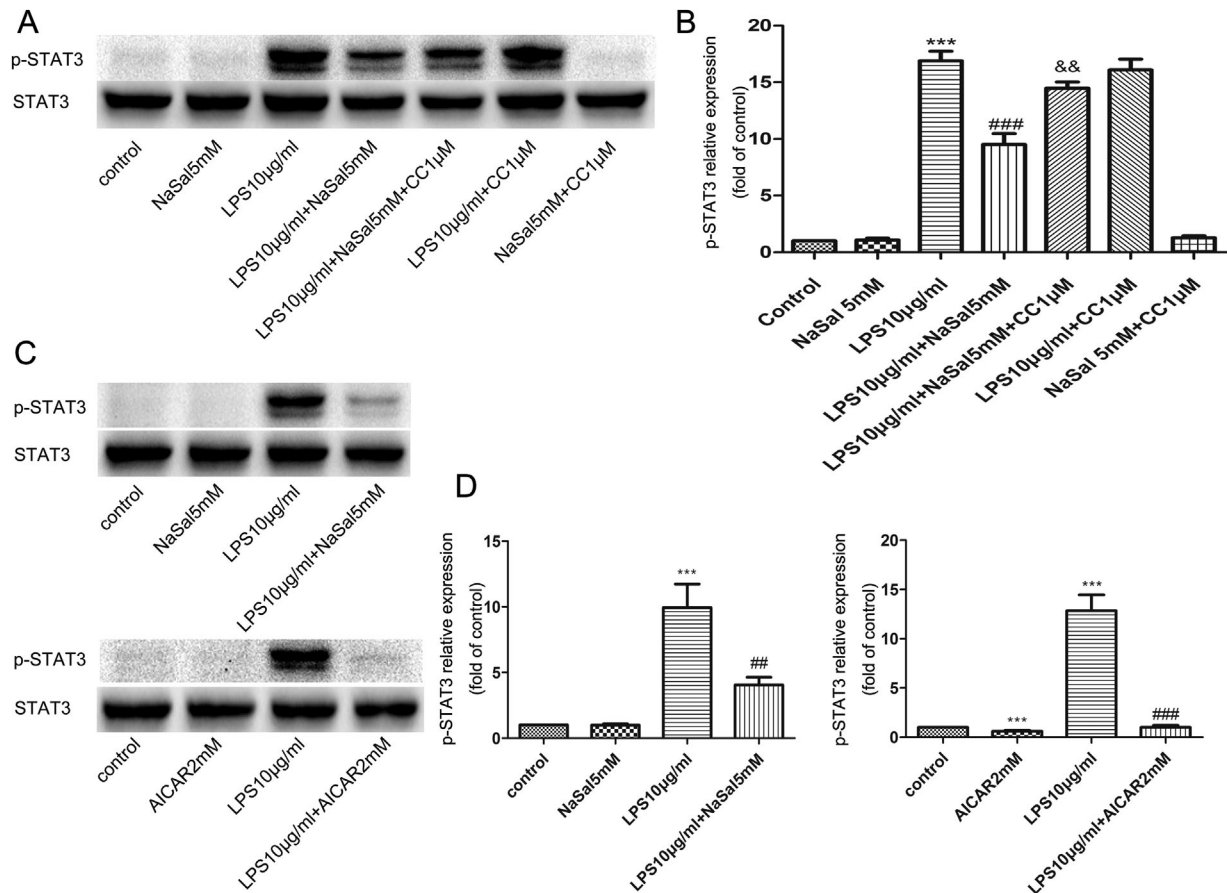 A
p-STAT3
STAT3
control
NaSal5mM
LPS10μg/ml
LPS10μg/ml+NaSal5mM
LPS10μg/ml+NaSal5mM+CC1μM
LPS10μg/ml+CC1μM
NaSal5mM+CC1μM
B
p-STAT3 relative expression
(fold of control)
20
15
10
5
0
***
###
&&
Control
NaSal 5mM
LPS10μg/ml
LPS10μg/ml+NaSal5mM
LPS10μg/ml+NaSal5mM+CC1μM
LPS10μg/ml+CC1μM
NaSal 5mM+CC1μM
C
p-STAT3
STAT3
control
NaSal5mM
LPS10μg/ml
LPS10μg/ml+NaSal5mM
p-STAT3
STAT3
control
AICAR2mM
LPS10μg/ml
LPS10μg/ml+AICAR2mM
D
p-STAT3 relative expression
(fold of control)
15
10
5
0
***
##
control
NaSal5mM
LPS10μg/ml
LPS10μg/ml+NaSal5mM
p-STAT3 relative expression
(fold of control)
20
15
10
5
0
***
***
###
control
AICAR2mM
LPS10μg/ml
LPS10μg/ml+AICAR2mM